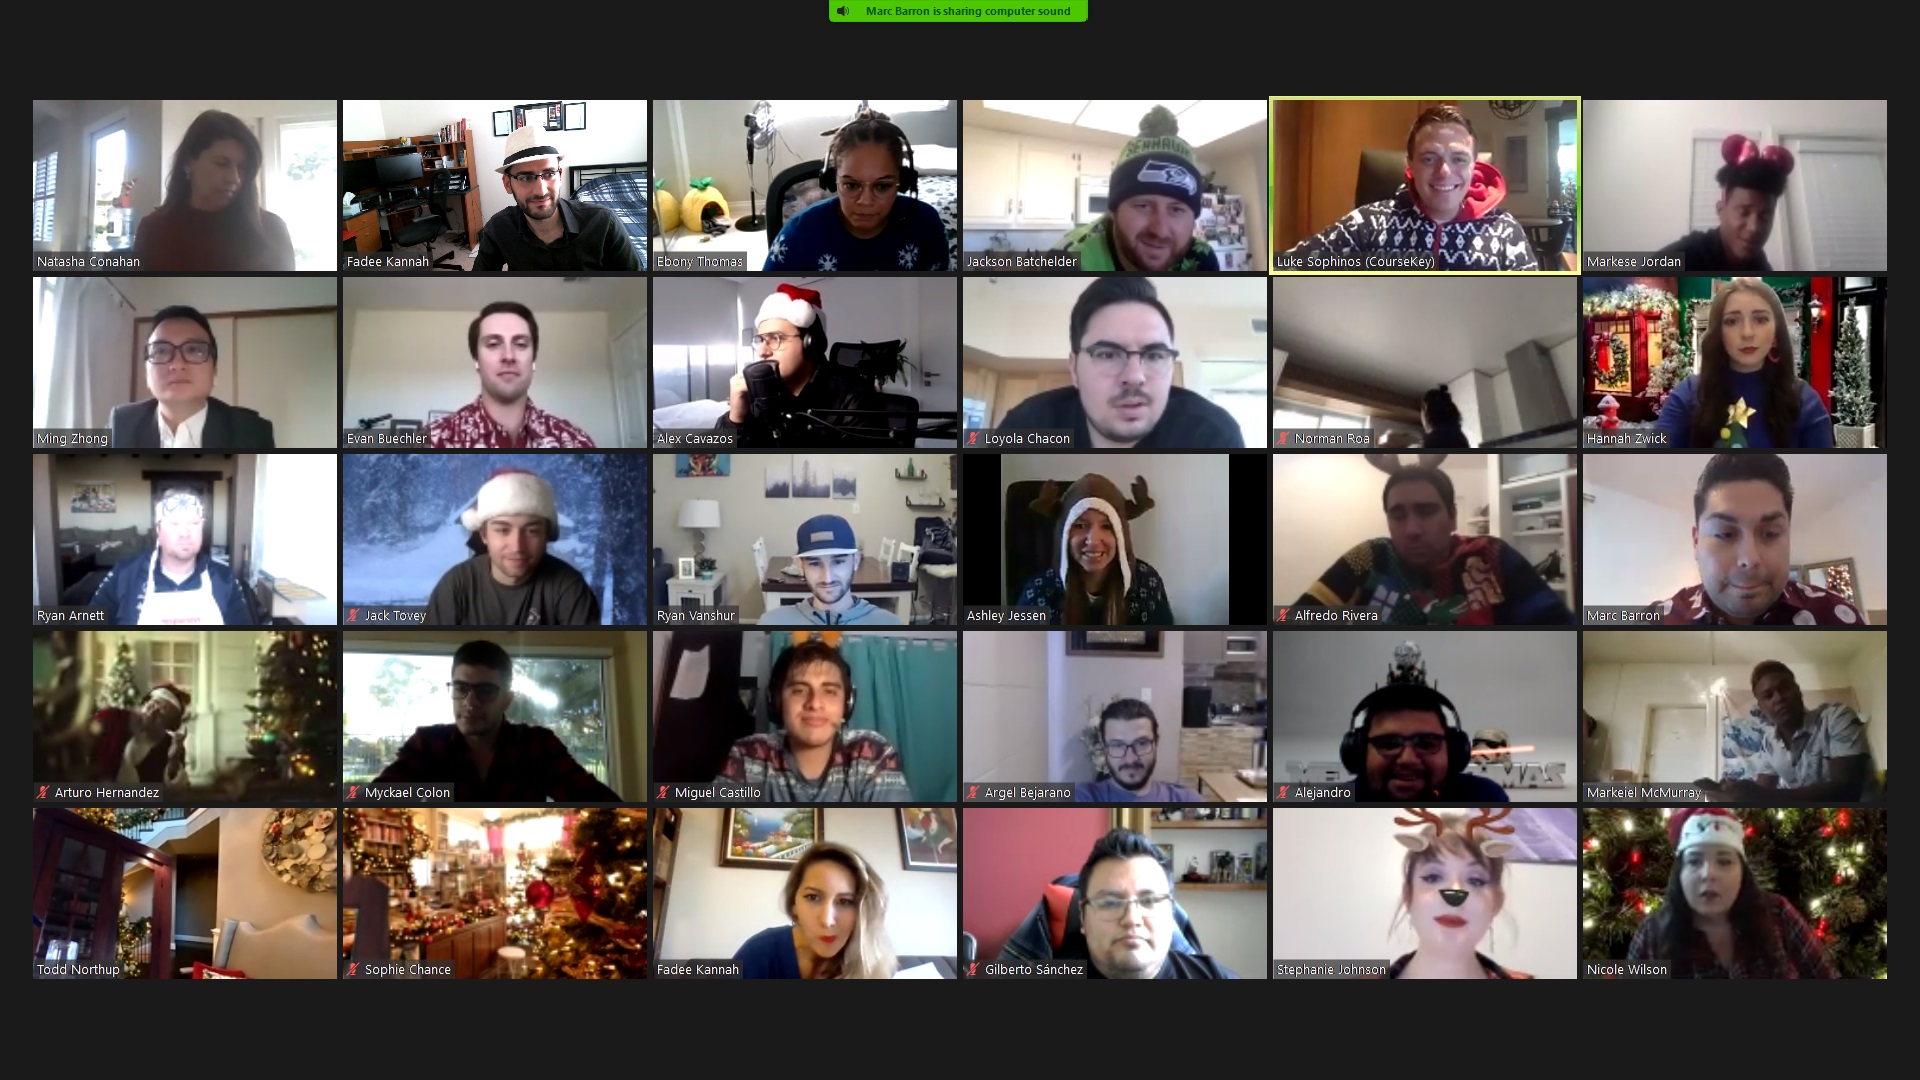 Marc Barron is sharing computer sound
Natasha Conahan
Fadee Kannah
Ebony Thomas
SEAHAWKS
Jackson Batchelder
Luke Sophinos (CourseKey)
Markese Jordan
Ming Zhong
Evan Buechler
Alex Cavazos
Loyola Chacon
Norman Roa
Hannah Zwick
Ryan Arnett
Jack Tovey
Ryan Vanshur
Ashley Jessen
Alfredo Rivera
Marc Barron
Arturo Hernandez
Myckael Colon
Miguel Castillo
Argel Bejarano
Alejandro
Markeiel McMurray
Todd Northup
Sophie Chance
Fadee Kannah
Gilberto Sánchez
Stephanie Johnson
Nicole Wilson